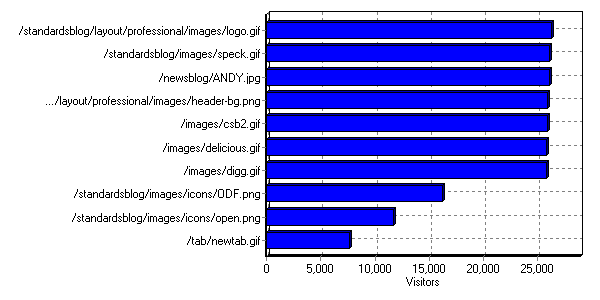 /standardsblog/layout/professional/images/logo.gif
/standardsblog/images/speck.gif
/newsblog/ANDY.jpg
.../layout/professional/images/header-bg.png
/images/csb2.gif
/images/delicious.gif
/images/digg.gif
/standardsblog/images/icons/ODF.png
/standardsblog/images/icons/open.png
/tab/newtab.gif
0 5,000 10,000 15,000 20,000 25,000
Visitors